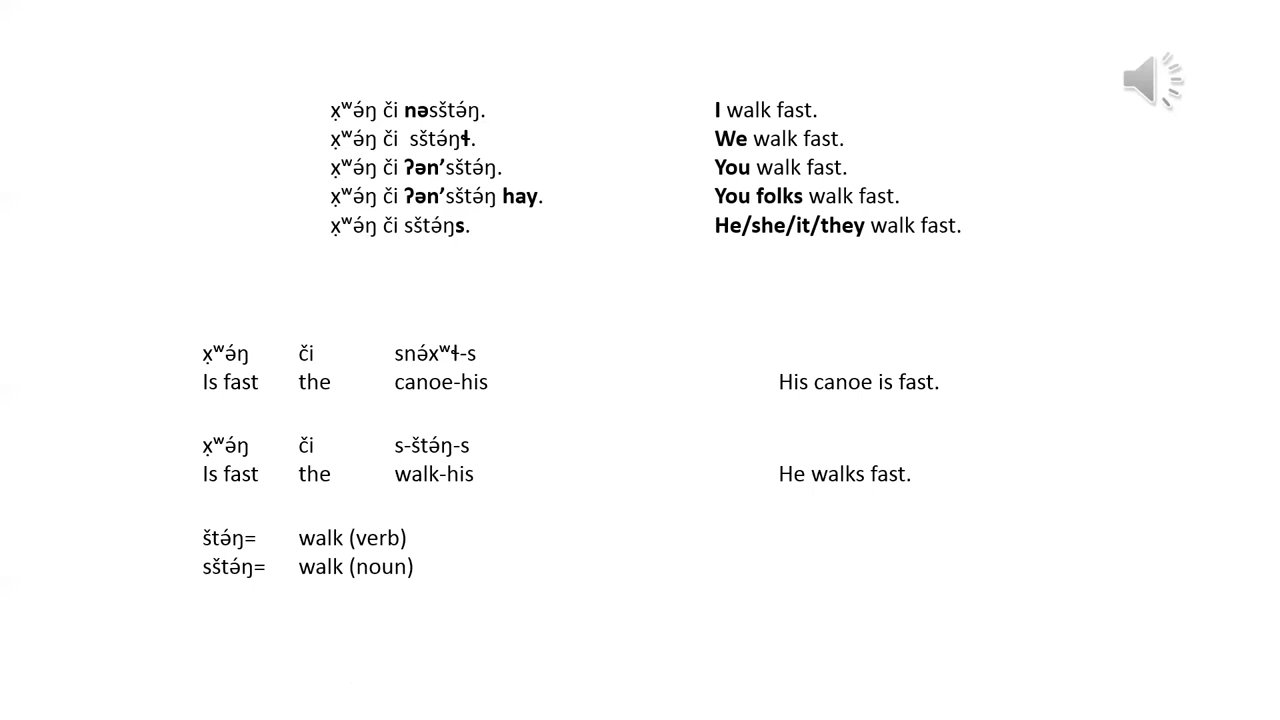 x̣ʷə́ŋ či nəsštə́ŋ. I walk fast.
x̣ʷə́ŋ či sštə́ŋɬ. We walk fast.
x̣ʷə́ŋ či ʔən’sštə́ŋ. You walk fast.
x̣ʷə́ŋ či ʔən’sštə́ŋ hay. You folks walk fast.
x̣ʷə́ŋ či sštə́ŋs. He/she/it/they walk fast.
x̣ʷə́ŋ či snə́xʷɬ-s
Is fast the canoe-his His canoe is fast.
x̣ʷə́ŋ či s-štə́ŋ-s
Is fast the walk-his He walks fast.
štə́ŋ= walk (verb)
sštə́ŋ= walk (noun)